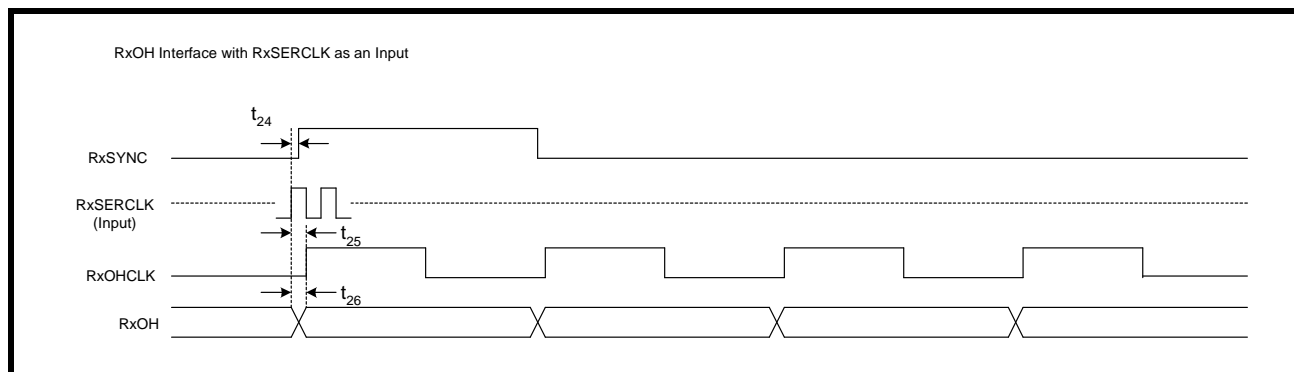 RxOH Interface with RxSERCLK as an Input
t24
RxSYNC
RxSERCLK
(Input)
t25
RxOHCLK
t26
RxOH